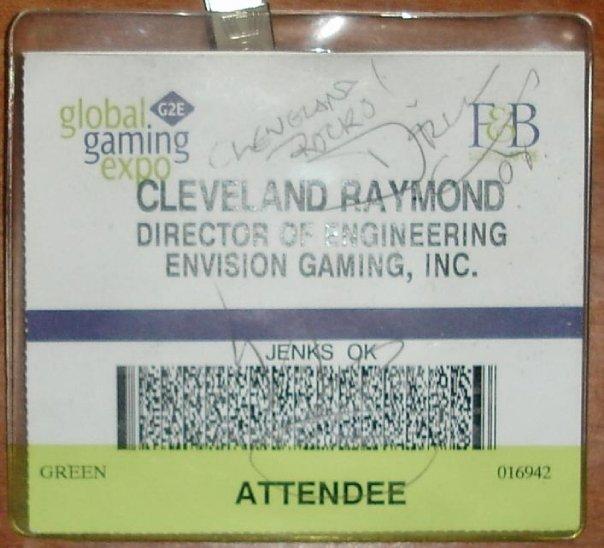 global G2E
gaming
expo
CLEVELAND
ROCKS!
F&B
CLEVELAND RAYMOND
DIRECTOR OF ENGINEERING
ENVISION GAMING, INC.
JENKS OK
GREEN
016942
ATTENDEE